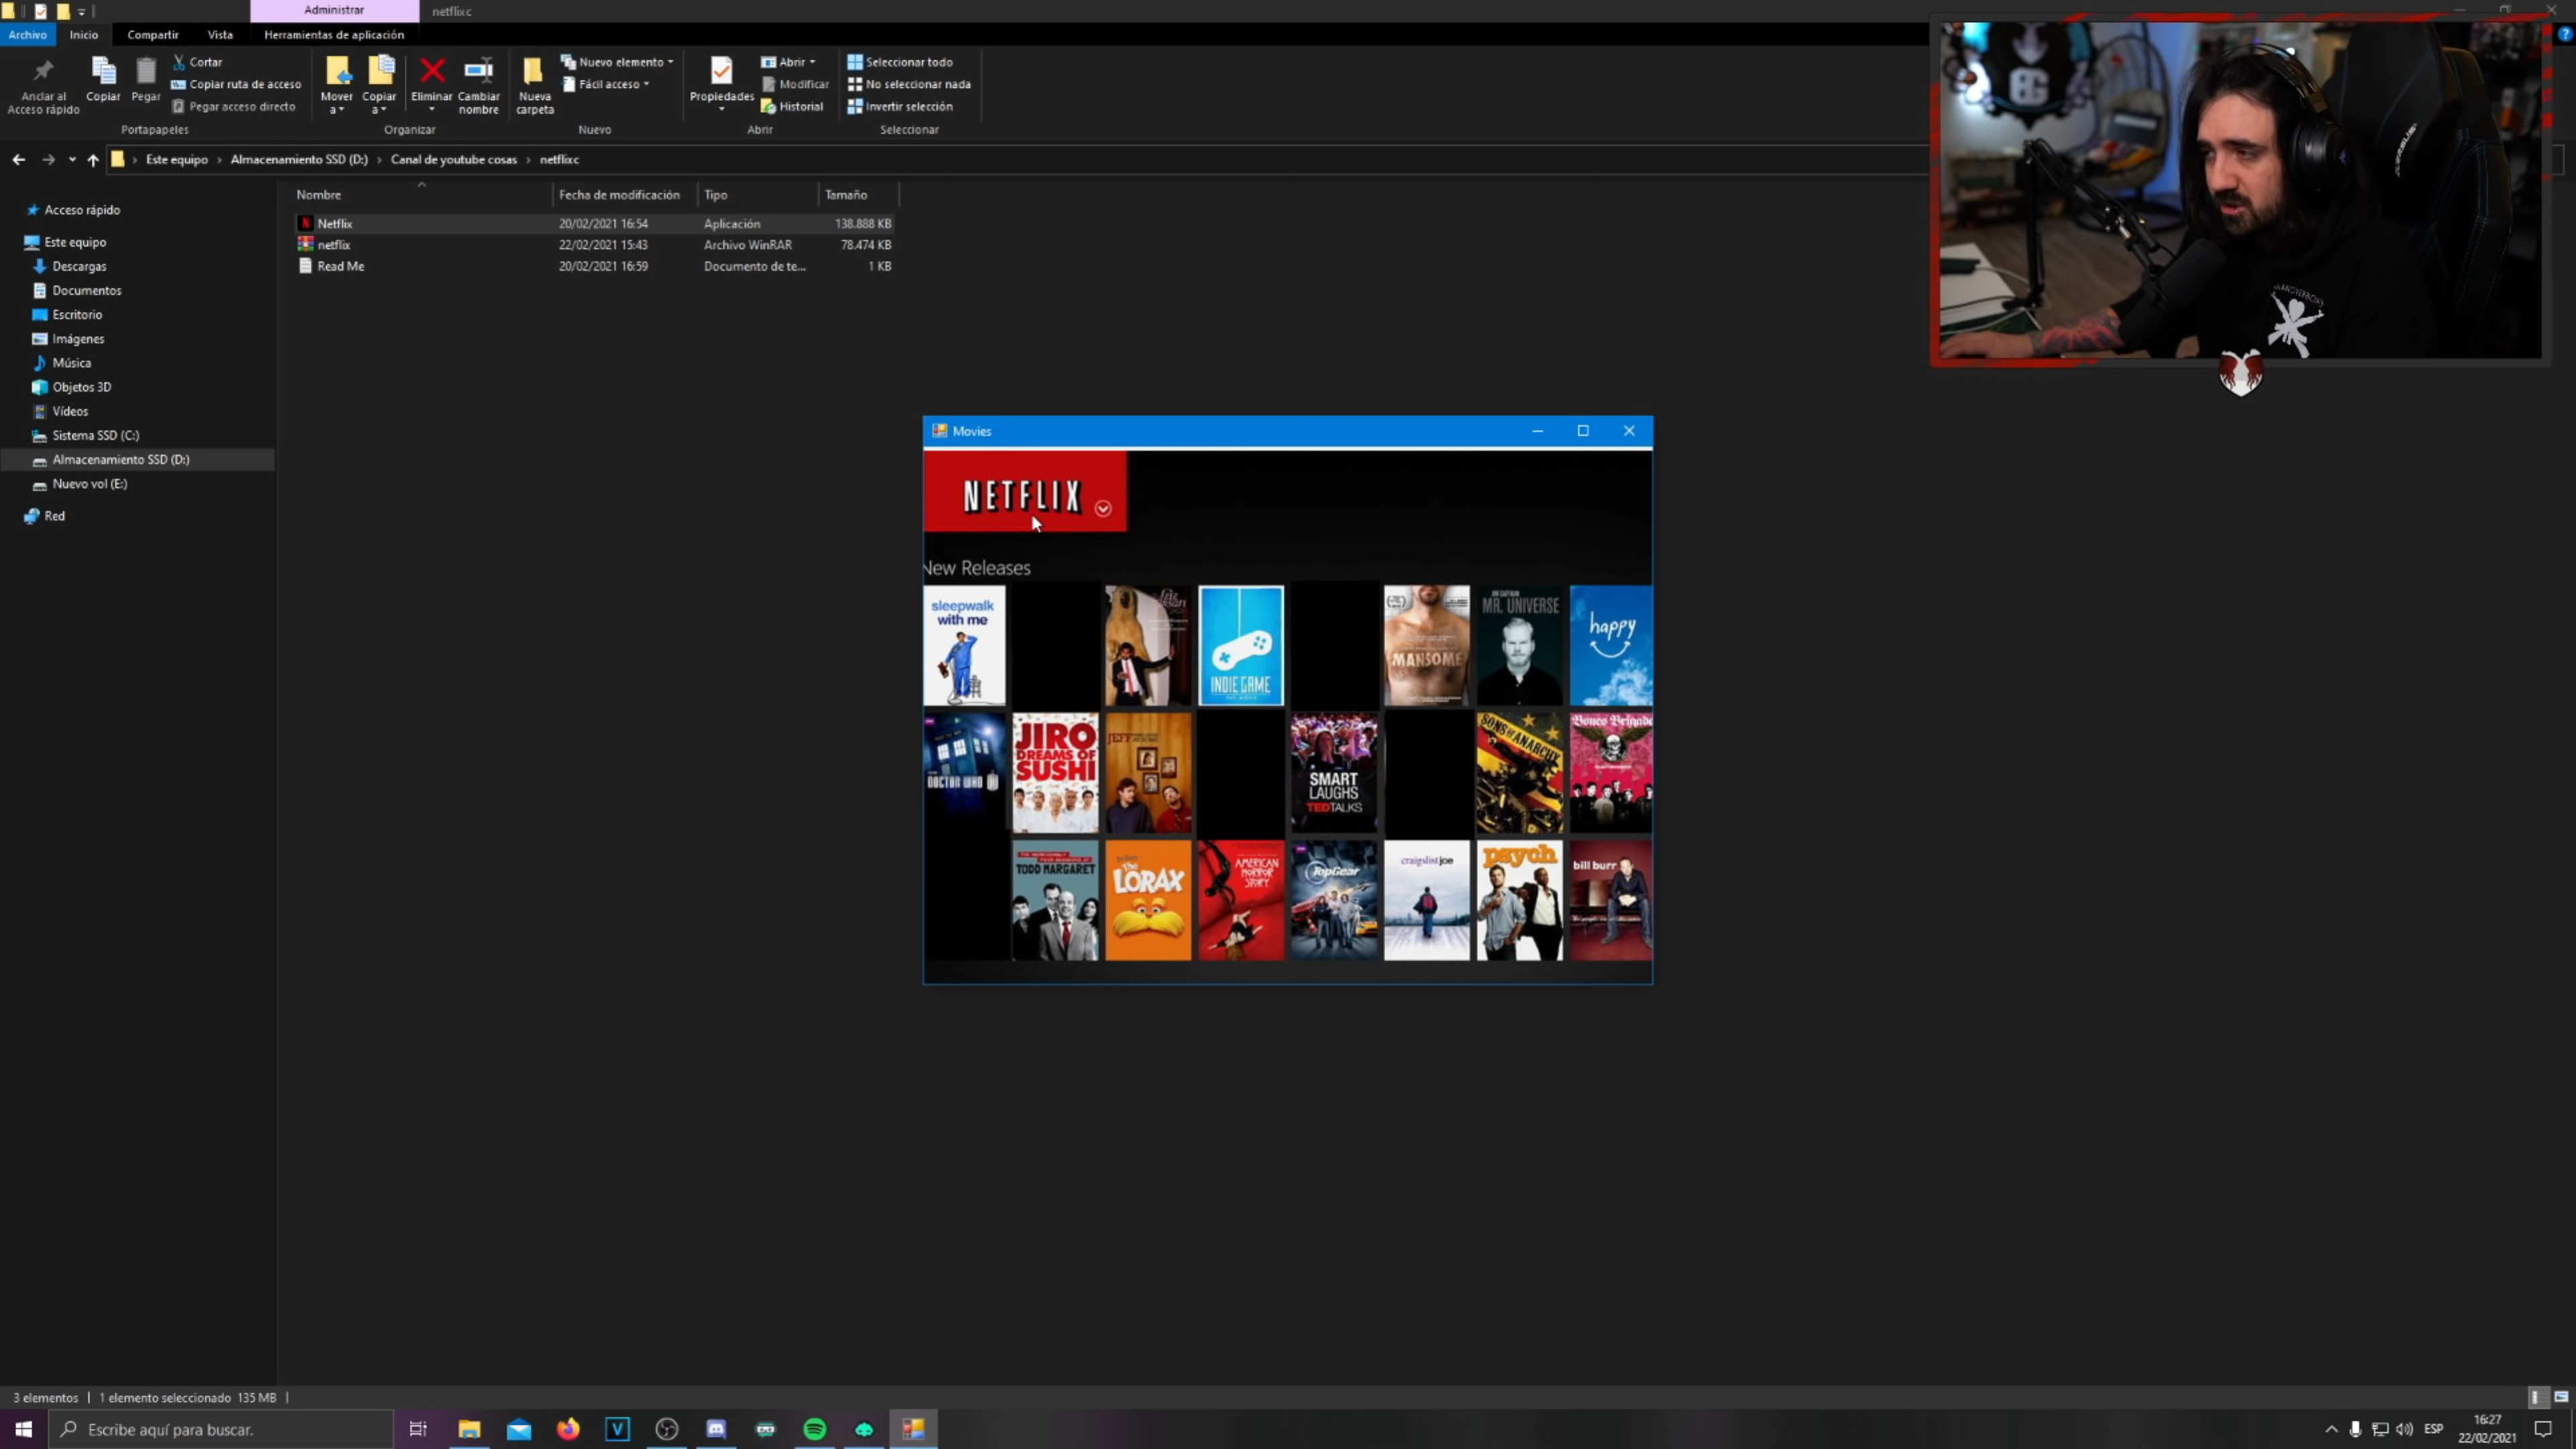 Administrar
netflixc
Archivo
Inicio
Compartir
Vista
Herramientas de aplicación
Anclar al
Acceso rápido
Copiar
Pegar
Cortar
Copiar ruta de acceso
Pegar acceso directo
Portapapeles
Mover
a
Copiar
a
Eliminar
Cambiar
nombre
Organizar
Nueva
carpeta
Nuevo elemento
Fácil acceso
Nuevo
Propiedades
Abrir
Modificar
Historial
Abrir
Seleccionar todo
No seleccionar nada
Invertir selección
Seleccionar
Este equipo › Almacenamiento SSD (D:) › Canal de youtube cosas › netflixc
Nombre
Fecha de modificación
Tipo
Tamaño
Netflix 20/02/2021 16:54 Aplicación 138.888 KB
netflix 22/02/2021 15:43 Archivo WinRAR 78.474 KB
Read Me 20/02/2021 16:59 Documento de te... 1 KB
Acceso rápido
Este equipo
Descargas
Documentos
Escritorio
Imágenes
Música
Objetos 3D
Vídeos
Sistema SSD (C:)
Almacenamiento SSD (D:)
Nuevo vol (E:)
Red
Movies
NETFLIX
New Releases
sleepwalk
with me
INDIE GAME
MANSOME
MR. UNIVERSE
happy
DOCTOR WHO
JIRO
DREAMS OF
SUSHI
JEFF
SMART
LAUGHS
TEDTALKS
SONS OF ANARCHY
Bones Brigade
TODD MARGARET
The
LORAX
AMERICAN
HORROR
STORY
TopGear
craigslist joe
psych
bill burr
3 elementos
1 elemento seleccionado 135 MB
Escribe aquí para buscar.
ESP
16:27
22/02/2021